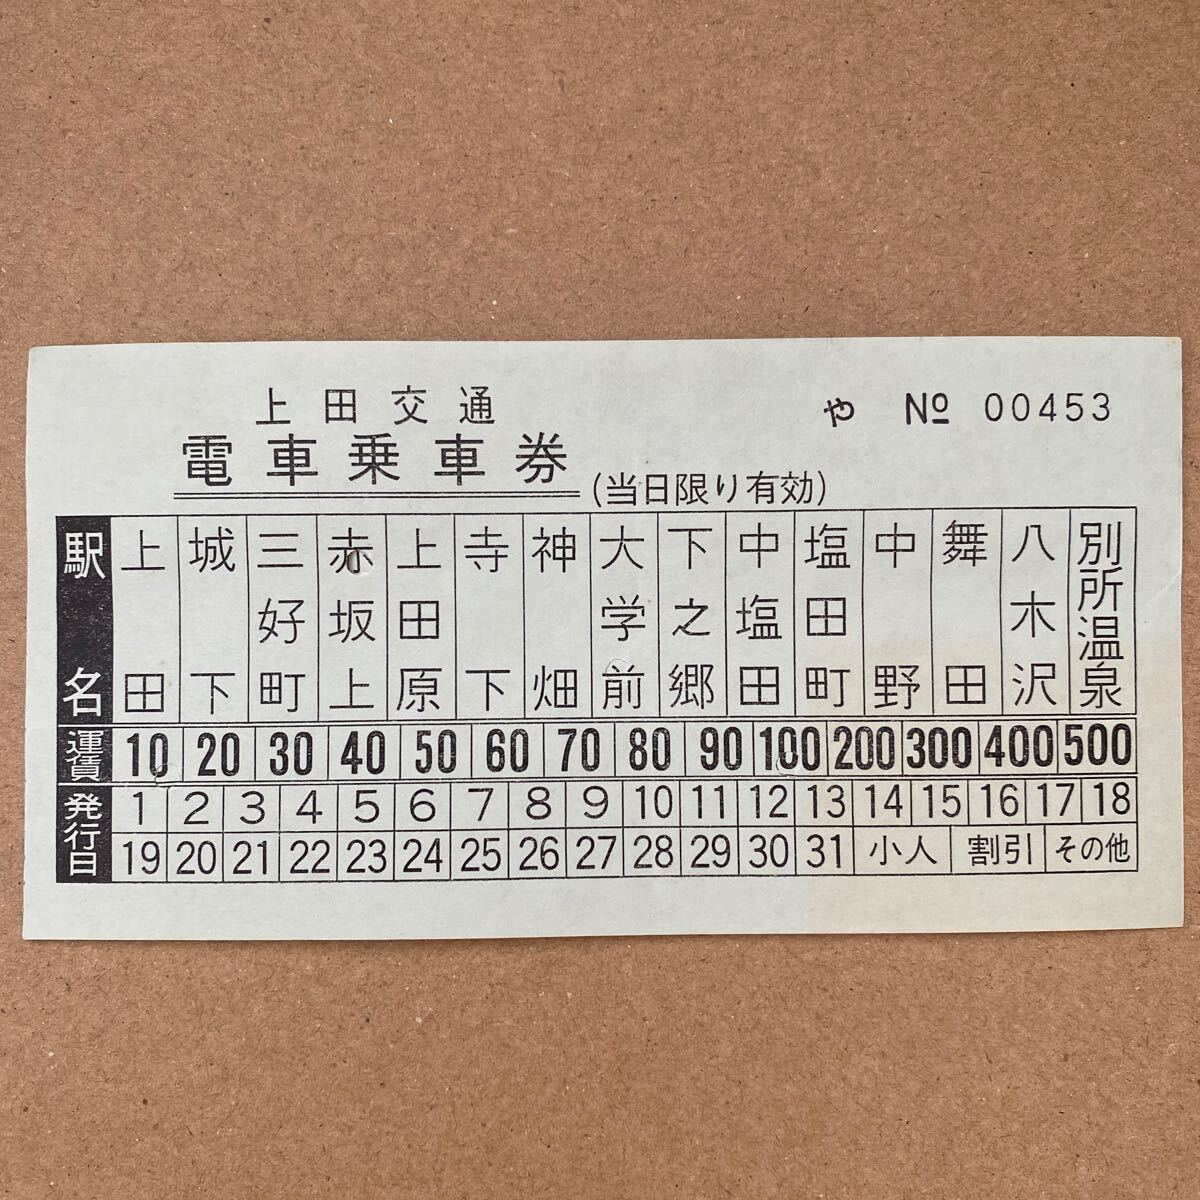 上田交通
や № 00453
電車乗車券
(当日限り有効)
駅名 上田 城下 三好町 赤坂上 上田原 寺下 神畑 大学前 下之郷 中塩田 塩田町 中野 舞田 八木沢 別所温泉
運賃 10 20 30 40 50 60 70 80 90 100 200 300 400 500
発行日 1 2 3 4 5 6 7 8 9 10 11 12 13 14 15 16 17 18
19 20 21 22 23 24 25 26 27 28 29 30 31 小人 割引 その他